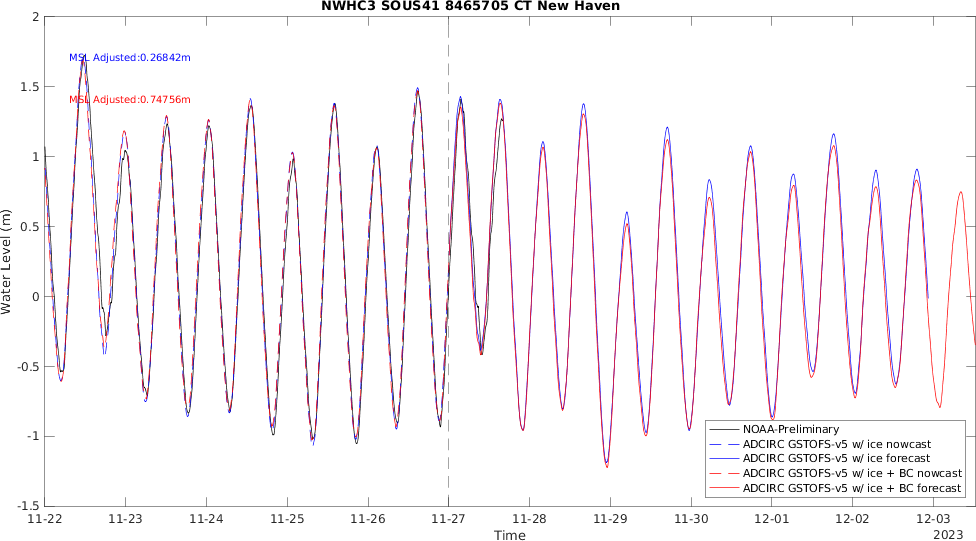 NWHC3 SOUS41 8465705 CT New Haven
2
MSL Adjusted:0.26842m
1.5
MSL Adjusted:0.74756m
1
0.5
Water Level (m)
0
-0.5
-1
NOAA-Preliminary
ADCIRC GSTOFS-v5 w/ ice nowcast
ADCIRC GSTOFS-v5 w/ ice forecast
ADCIRC GSTOFS-v5 w/ ice + BC nowcast
ADCIRC GSTOFS-v5 w/ ice + BC forecast
-1.5
11-22 11-23 11-24 11-25 11-26 11-27 11-28 11-29 11-30 12-01 12-02 12-03
Time 2023